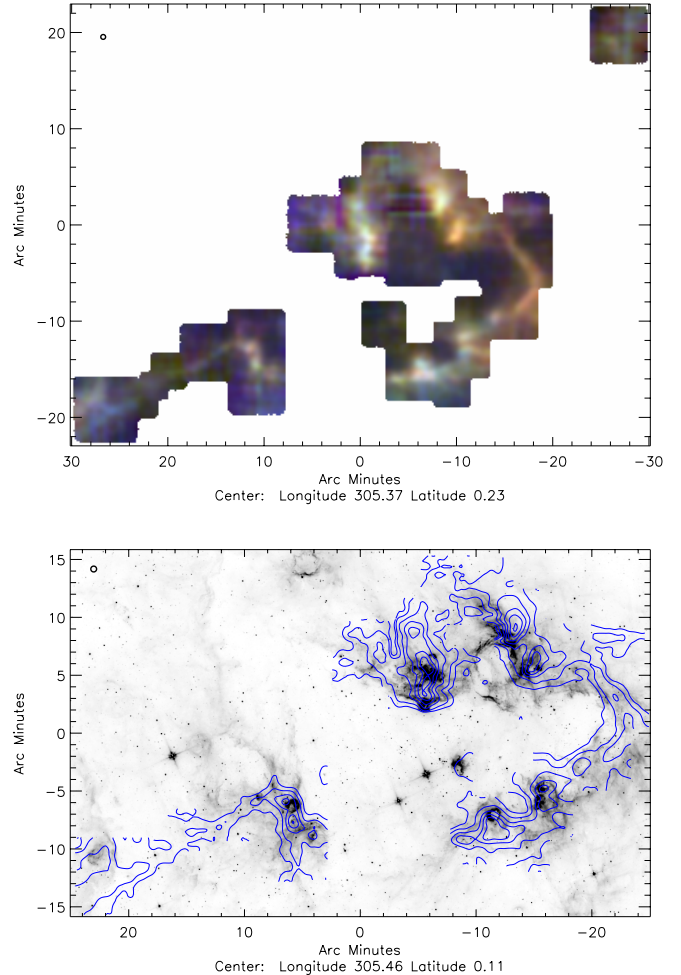 20
10
0
−10
−20
Arc Minutes
30 20 10 0 −10 −20 −30
Arc Minutes
Center: Longitude 305.37 Latitude 0.23
15
10
5
0
−5
−10
−15
Arc Minutes
20 10 0 −10 −20
Arc Minutes
Center: Longitude 305.46 Latitude 0.11